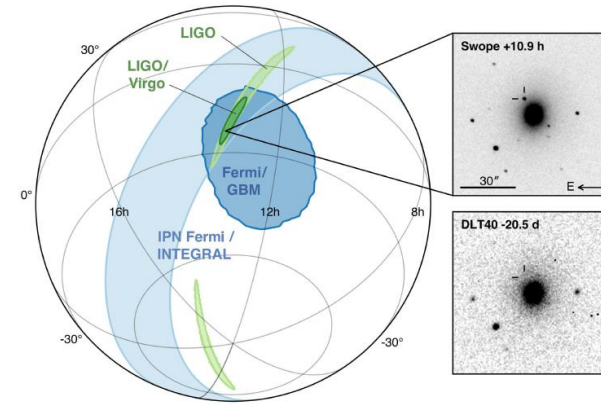 LIGO
30°
LIGO/
Virgo
Swope +10.9 h
30"
E
Fermi/
GBM
0°
16h
12h
8h
IPN Fermi /
INTEGRAL
DLT40 -20.5 d
-30°
-30°